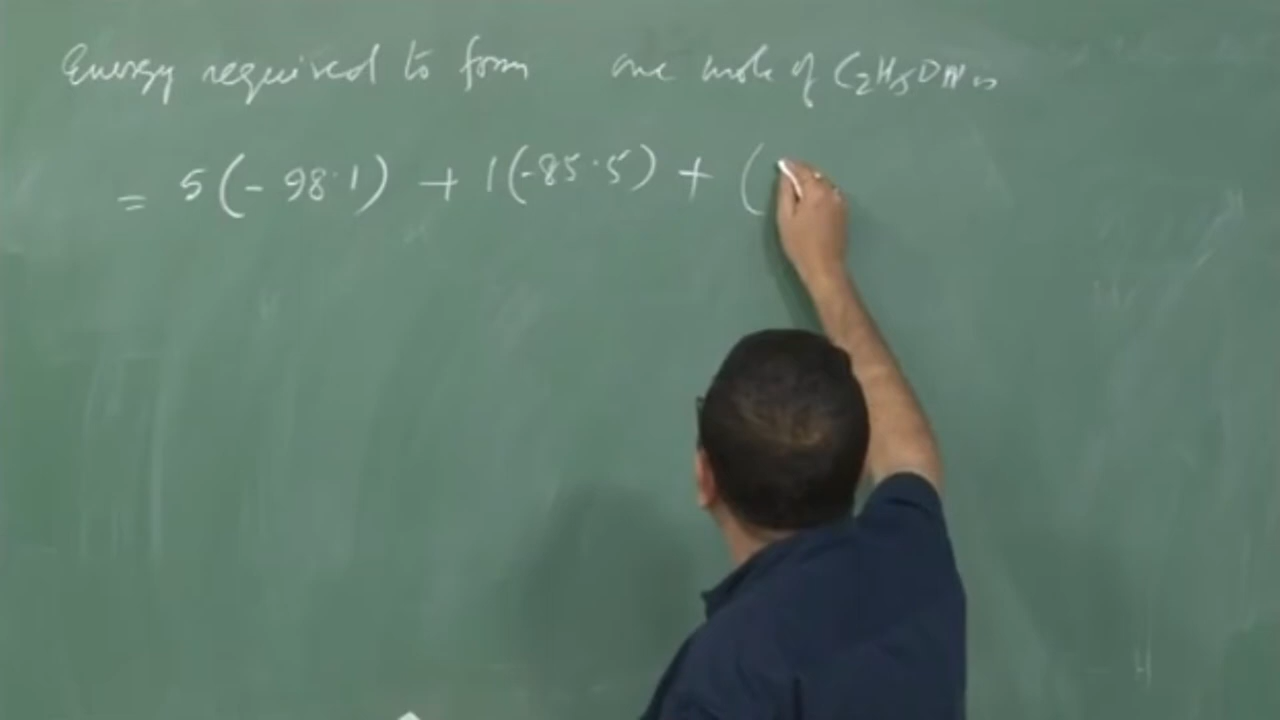 Energy required to form one mole of C₂H₅OH is
= 5(-98.1) + 1(-85.5) + (